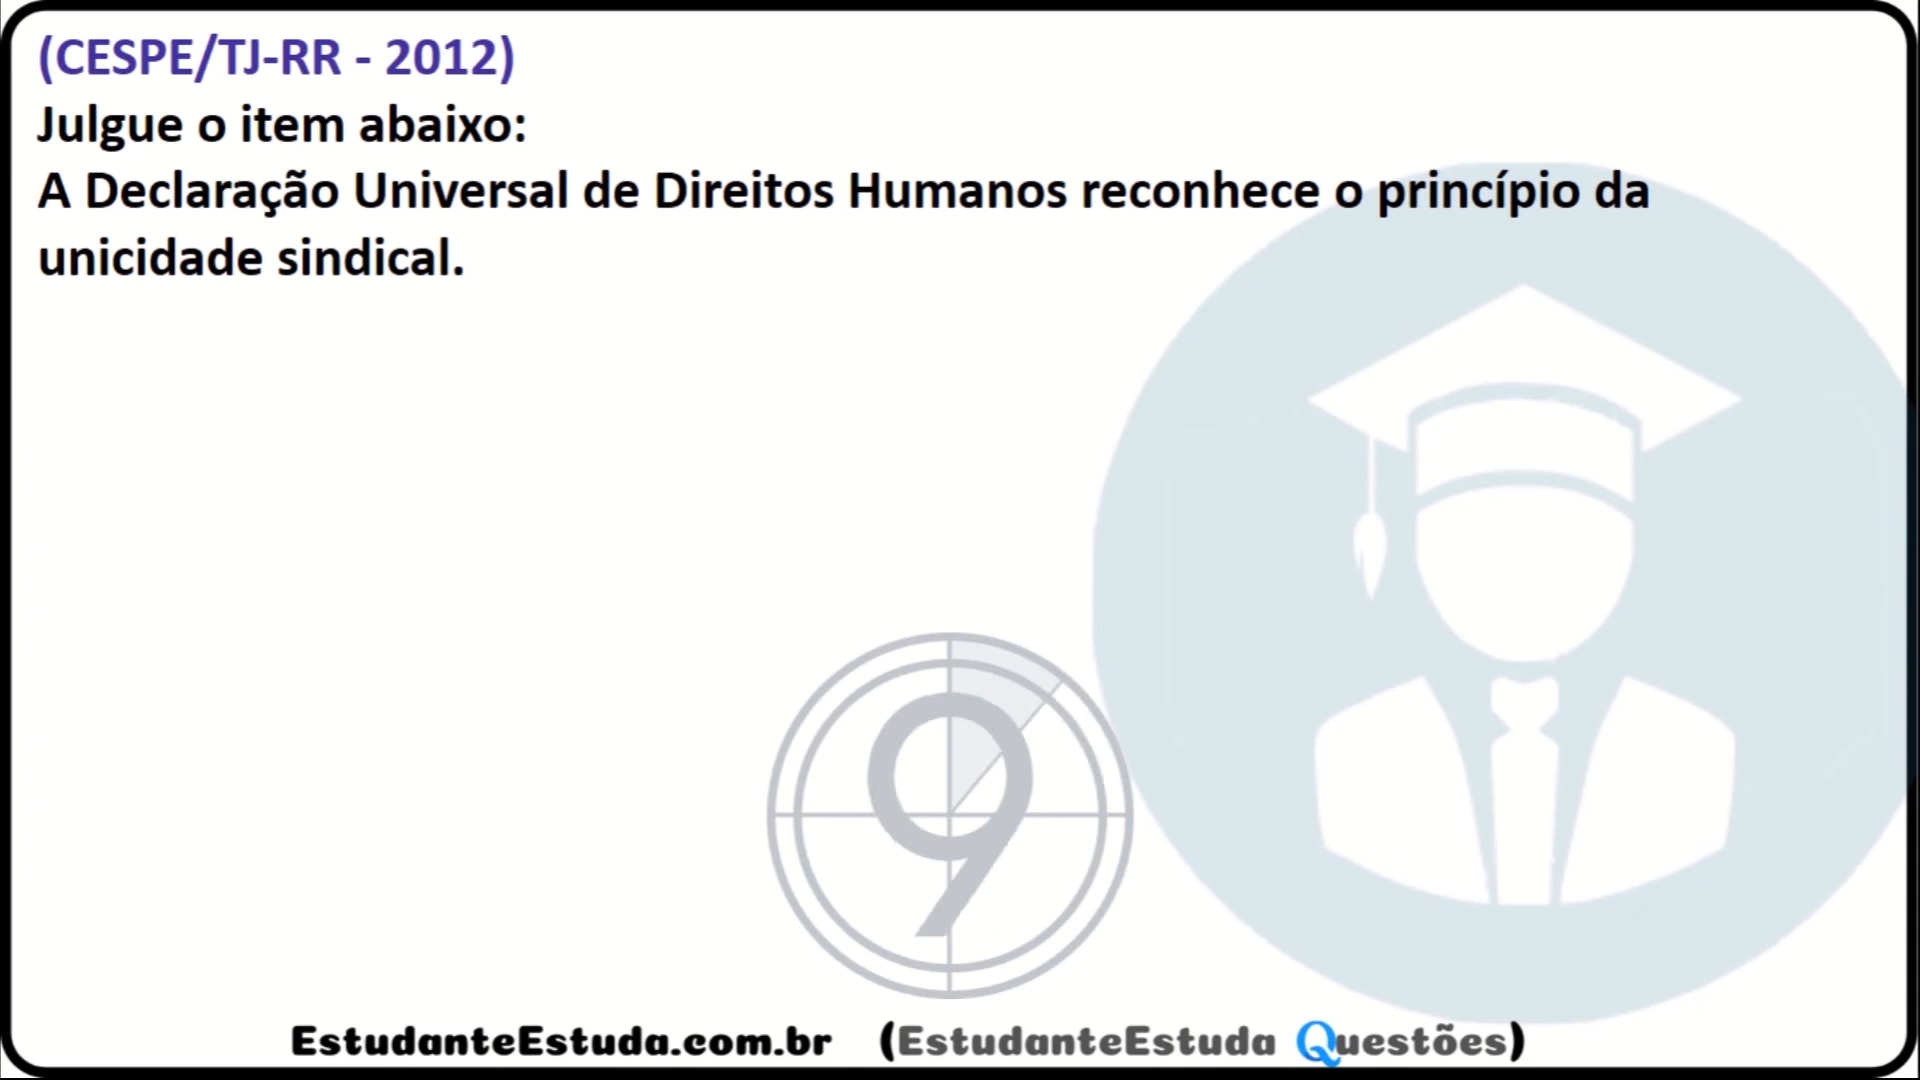 (CESPE/TJ-RR - 2012)
Julgue o item abaixo:
A Declaração Universal de Direitos Humanos reconhece o princípio da
unicidade sindical.
9
EstudanteEstuda.com.br (EstudanteEstuda Questões)